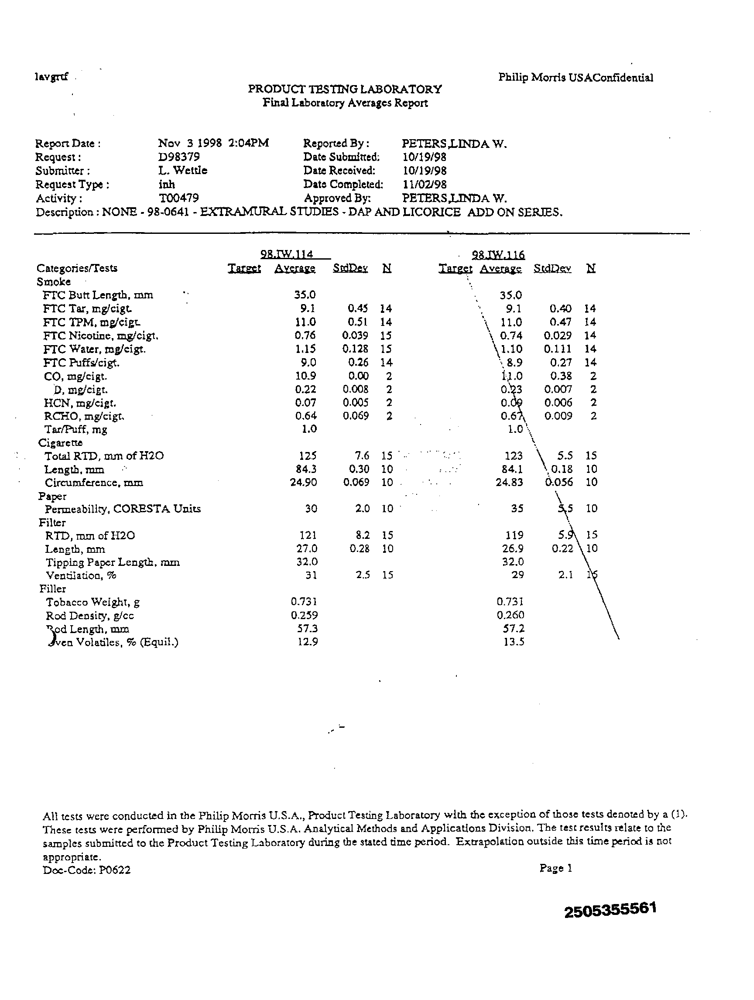 lavgrtf Philip Morris USAConfidential
PRODUCT TESTING LABORATORY
Final Laboratory Averages Report
Report Date : Nov 3 1998 2:04PM Reported By : PETERS,LINDA W.
Request : D98379 Date Submitted: 10/19/98
Submitter : L. Wettle Date Received: 10/19/98
Request Type : inh Date Completed: 11/02/98
Activity : T00479 Approved By: PETERS,LINDA W.
Description : NONE - 98-0641 - EXTRAMURAL STUDIES - DAP AND LICORICE ADD ON SERIES.
98.IW.114 98.IW.116
Categories/Tests Target Average StdDev N Target Average StdDev N
Smoke
FTC Butt Length, mm 35.0 35.0
FTC Tar, mg/cigt. 9.1 0.45 14 9.1 0.40 14
FTC TPM, mg/cigt. 11.0 0.51 14 11.0 0.47 14
FTC Nicotine, mg/cigt. 0.76 0.039 15 0.74 0.029 14
FTC Water, mg/cigt. 1.15 0.128 15 1.10 0.111 14
FTC Puffs/cigt. 9.0 0.26 14 8.9 0.27 14
CO, mg/cigt. 10.9 0.00 2 11.0 0.38 2
D, mg/cigt. 0.22 0.008 2 0.23 0.007 2
HCN, mg/cigt. 0.07 0.005 2 0.09 0.006 2
RCHO, mg/cigt. 0.64 0.069 2 0.67 0.009 2
Tar/Puff, mg 1.0 1.0
Cigarette
Total RTD, mm of H2O 125 7.6 15 123 5.5 15
Length, mm 84.3 0.30 10 84.1 0.18 10
Circumference, mm 24.90 0.069 10 24.83 0.056 10
Paper
Permeability, CORESTA Units 30 2.0 10 35 3.5 10
Filter
RTD, mm of H2O 121 8.2 15 119 5.9 15
Length, mm 27.0 0.28 10 26.9 0.22 10
Tipping Paper Length, mm 32.0 32.0
Ventilation, % 31 2.5 15 29 2.1 15
Filler
Tobacco Weight, g 0.731 0.731
Rod Density, g/cc 0.259 0.260
Rod Length, mm 57.3 57.2
Oven Volatiles, % (Equil.) 12.9 13.5
All tests were conducted in the Philip Morris U.S.A., Product Testing Laboratory with the exception of those tests denoted by a (1).
These tests were performed by Philip Morris U.S.A. Analytical Methods and Applications Division. The test results relate to the
samples submitted to the Product Testing Laboratory during the stated time period. Extrapolation outside this time period is not
appropriate.
Doc-Code: P0622 Page 1
2505355561